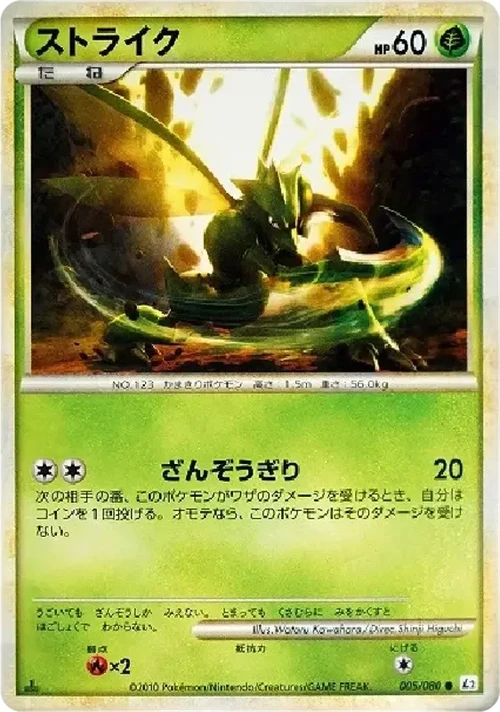 ストライク HP60
たね
NO.123 かまきりポケモン 高さ：1.5m 重さ：56.0kg
ざんぞうぎり 20
次の相手の番、このポケモンがワザのダメージを受けるとき、自分は
コインを1回投げる。オモテなら、このポケモンはそのダメージを受け
ない。
うごいても ざんぞうしか みえない。とまっても くさむらに みをかくすと
ほごしょくで わからない。
Illus.Wataru Kawahara/Direc.Shinji Higuchi
弱点 抵抗力 にげる
×2
©2010 Pokémon/Nintendo/Creatures/GAME FREAK. 005/080 L2